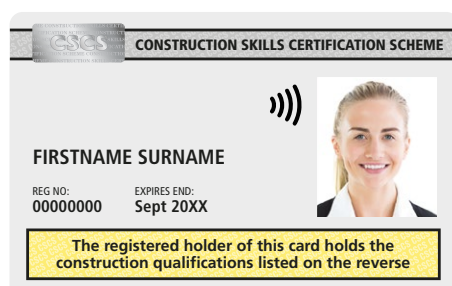 CSCS
CONSTRUCTION SKILLS CERTIFICATION SCHEME
FIRSTNAME SURNAME
REG NO:
EXPIRES END:
00000000
Sept 20XX
The registered holder of this card holds the
construction qualifications listed on the reverse